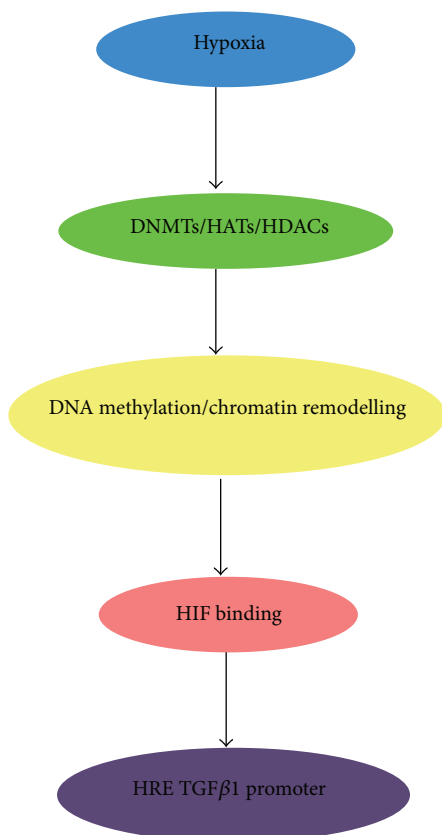 Hypoxia
DNMTs/HATs/HDACs
DNA methylation/chromatin remodelling
HIF binding
HRE TGFβ1 promoter